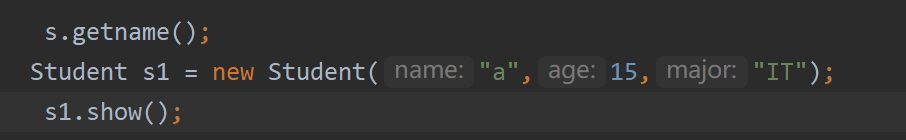 s.getname();
Student s1 = new Student( name: "a", age: 15, major: "IT");
s1.show();